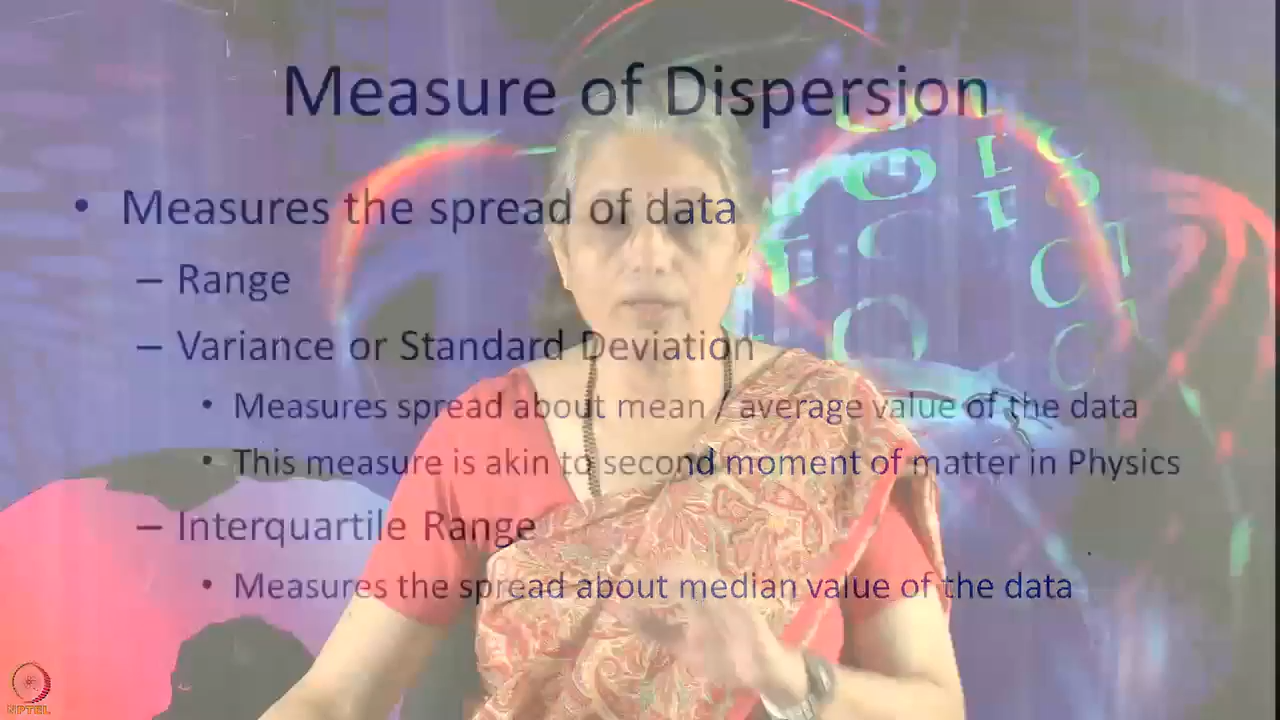 Measure of Dispersion
• Measures the spread of data
– Range
– Variance or Standard Deviation
• Measures spread about mean / average value of the data
• This measure is akin to second moment of matter in Physics
– Interquartile Range
• Measures the spread about median value of the data
NPTEL